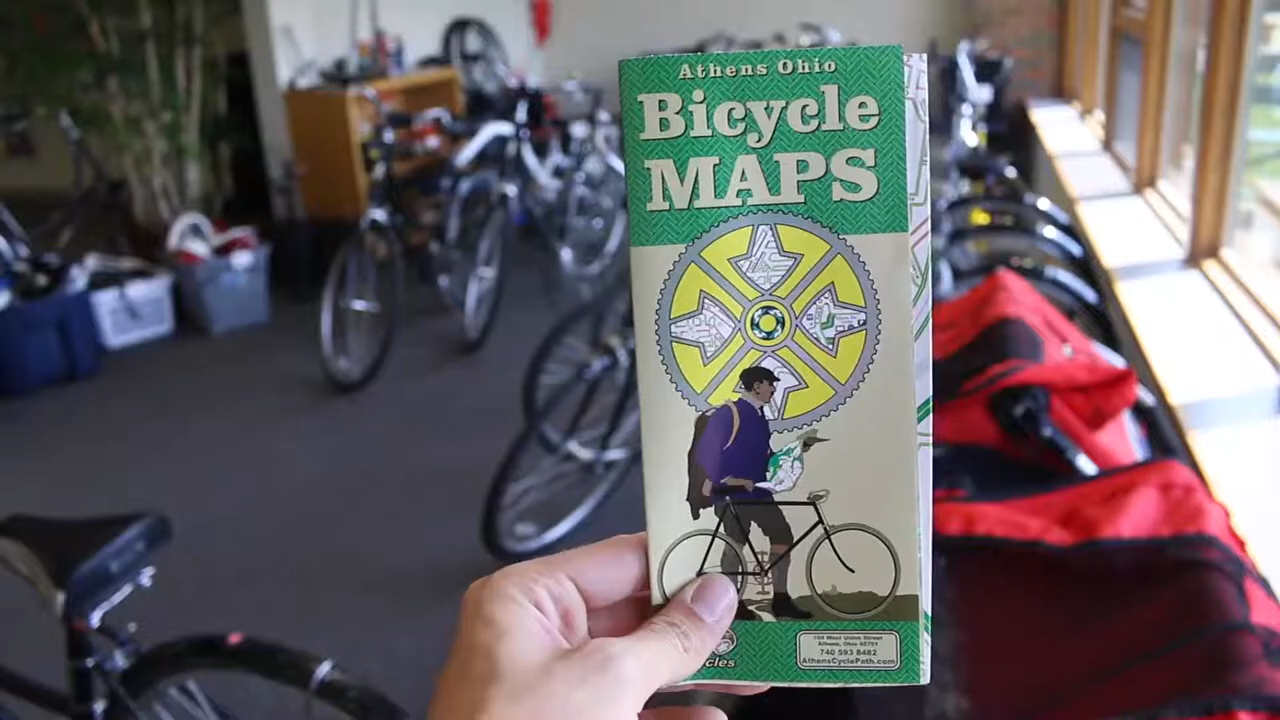 Athens Ohio
Bicycle
MAPS
cles
104 West Union Street
Athens, Ohio 45701
740 593 8482
AthensCyclePath.com